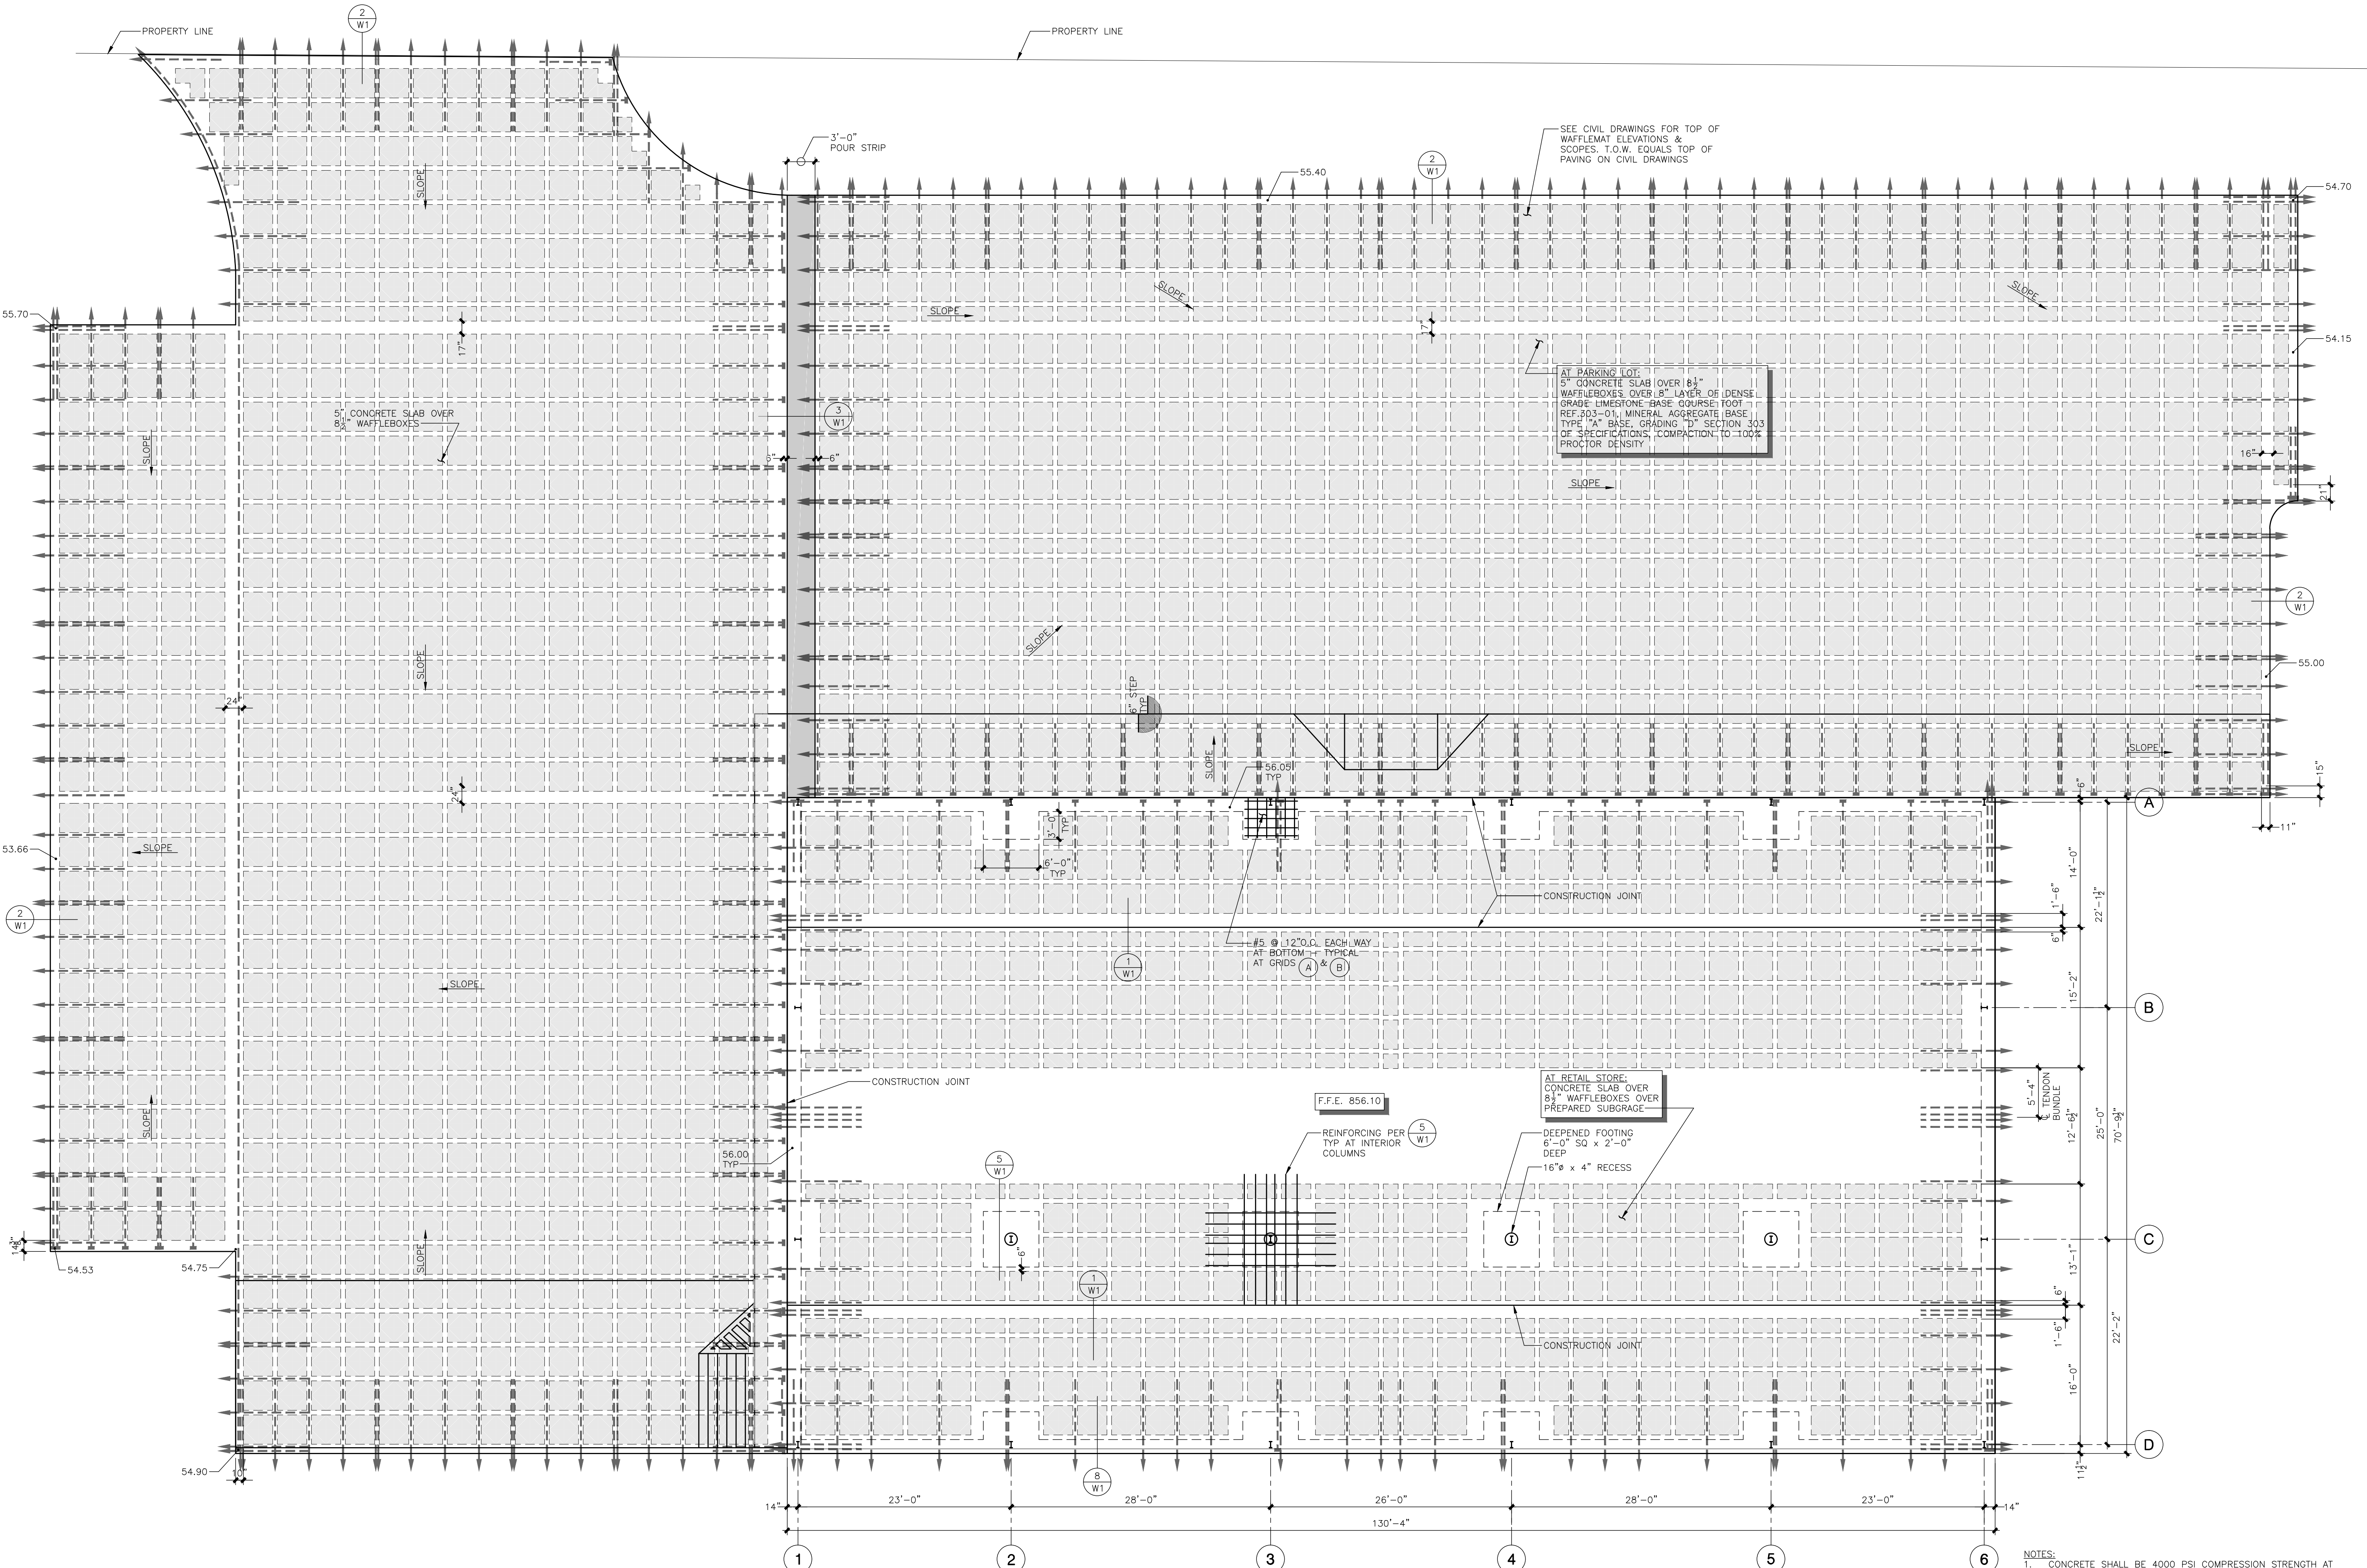 2
W1
PROPERTY LINE
PROPERTY LINE
3'-0"
POUR STRIP
SEE CIVIL DRAWINGS FOR TOP OF
WAFFLEMAT ELEVATIONS &
SCOPES. T.O.W. EQUALS TOP OF
PAVING ON CIVIL DRAWINGS
2
W1
55.40
54.70
SLOPE
SLOPE
SLOPE
SLOPE
55.70
17"
17"
54.15
AT PARKING LOT:
5" CONCRETE SLAB OVER 8½"
WAFFLEBOXES OVER 8" LAYER OF DENSE
GRADE LIMESTONE BASE COURSE TOOT
REF.303-01, MINERAL AGGREGATE BASE
TYPE "A" BASE, GRADING "D" SECTION 303
OF SPECIFICATIONS, COMPACTION TO 100%
PROCTOR DENSITY
5" CONCRETE SLAB OVER
8½" WAFFLEBOXES
3
W1
SLOPE
6"
6"
16"
SLOPE
21"
2
W1
SLOPE
SLOPE
55.00
24"
6" STEP
TYP
SLOPE
SLOPE
56.05
TYP
24"
15"
6"
A
11"
3'-0"
TYP
53.66
SLOPE
6'-0"
TYP
14'-0"
22'-1½"
2
W1
CONSTRUCTION JOINT
1'-6"
6"
#5 @ 12"O.C. EACH WAY
AT BOTTOM - TYPICAL
AT GRIDS A & B
1
W1
SLOPE
15'-2"
B
CONSTRUCTION JOINT
AT RETAIL STORE:
CONCRETE SLAB OVER
8½" WAFFLEBOXES OVER
PREPARED SUBGRAGE
5'-4"
℄ TENDON
BUNDLE
F.F.E. 856.10
SLOPE
12'-6½"
25'-0"
70'-9½"
REINFORCING PER
TYP AT INTERIOR
COLUMNS
5
W1
DEEPENED FOOTING
6'-0" SQ x 2'-0"
DEEP
56.00
TYP
5
W1
16"ø x 4" RECESS
SLOPE
14¾"
54.53
54.75
6"
C
13'-1"
1
W1
6"
1'-6"
22'-2"
CONSTRUCTION JOINT
16'-0"
D
54.90
10"
8
W1
11½"
14"
23'-0"
28'-0"
26'-0"
28'-0"
23'-0"
14"
130'-4"
1
2
3
4
5
6
NOTES:
1. CONCRETE SHALL BE 4000 PSI COMPRESSION STRENGTH AT